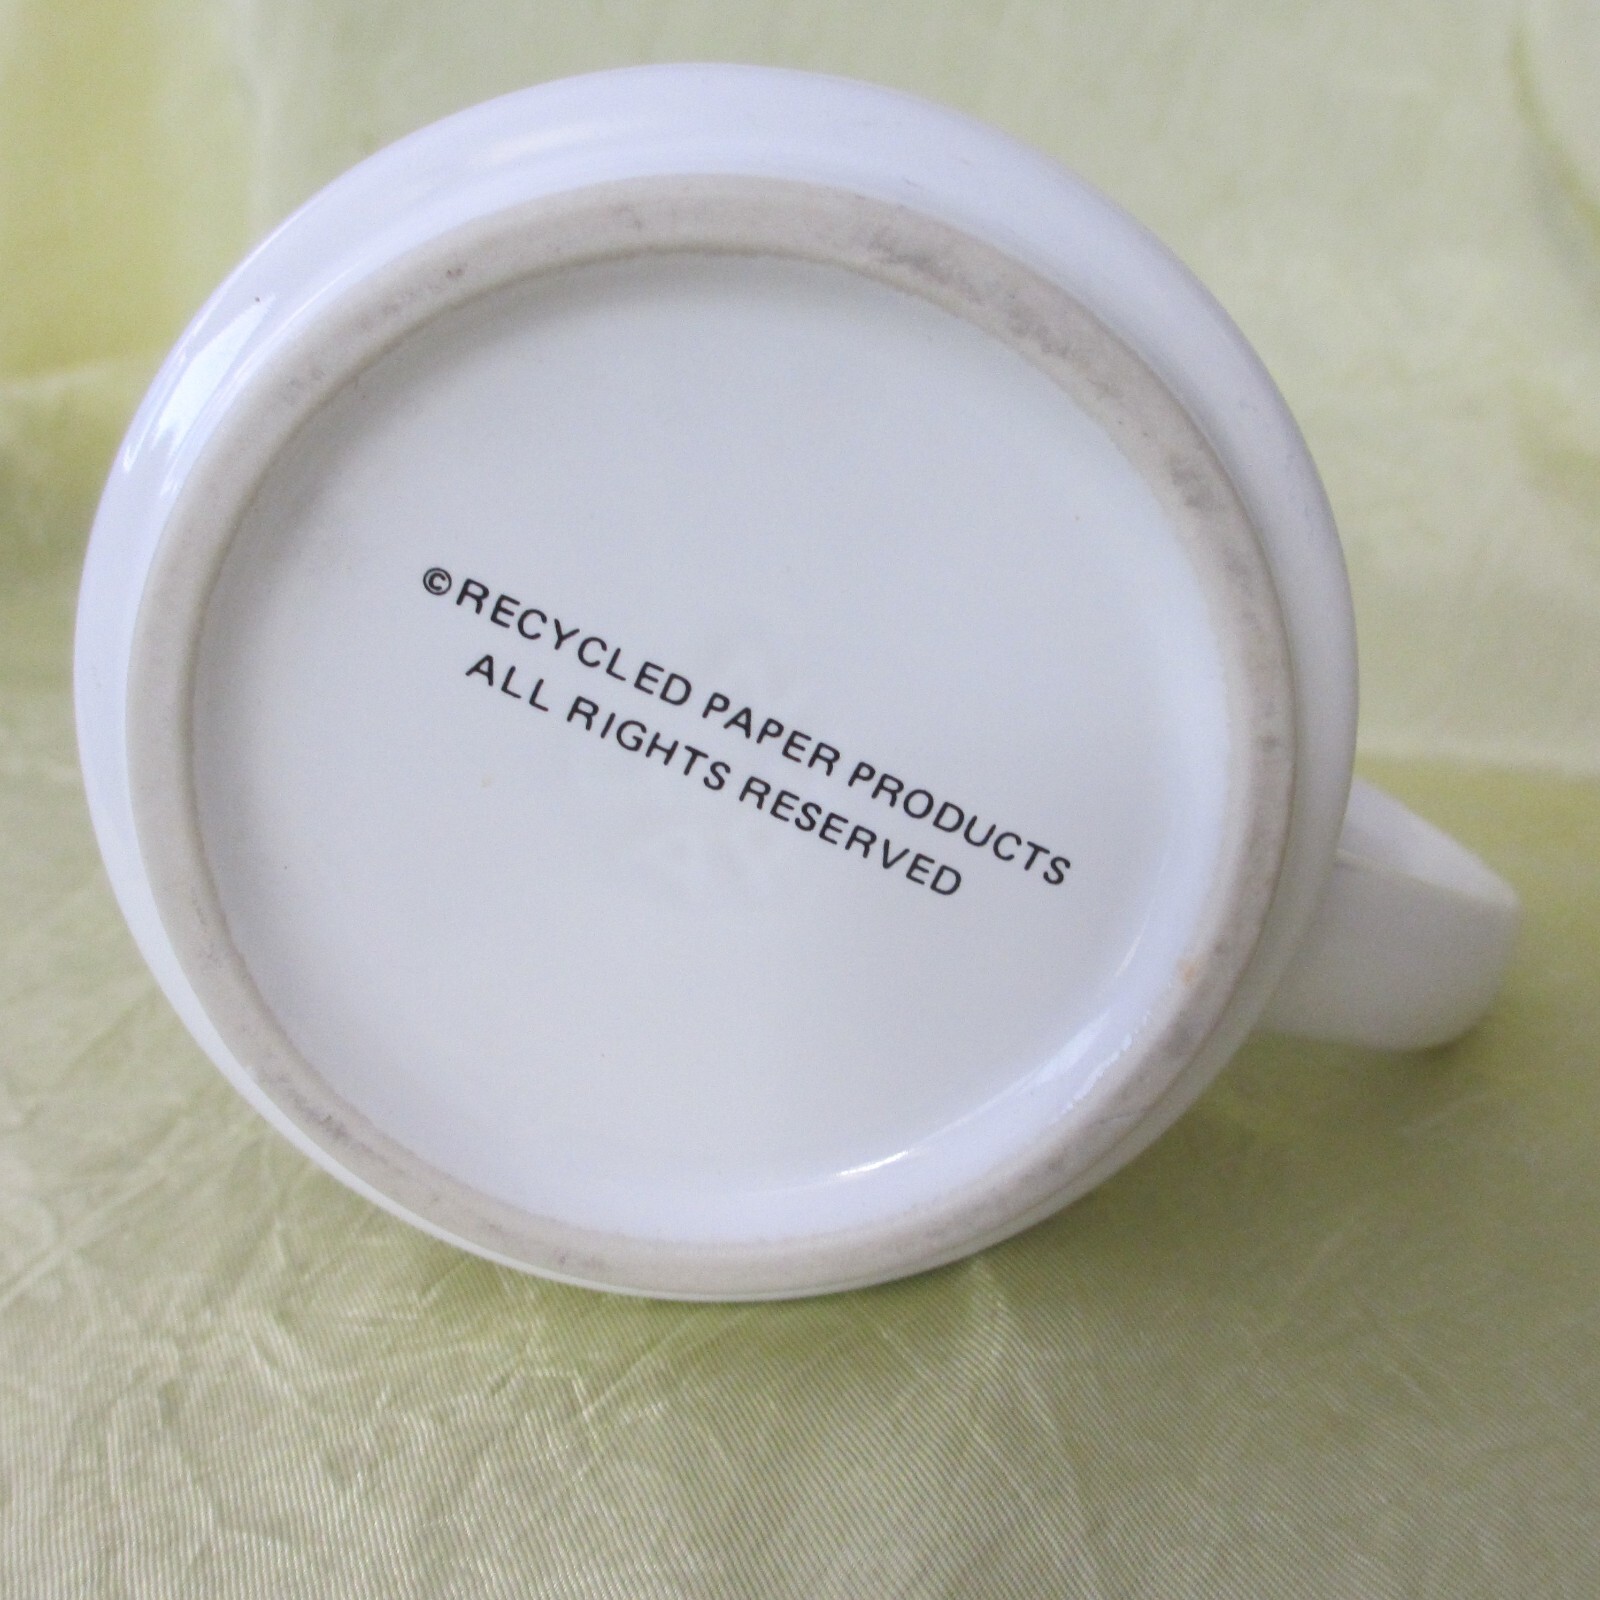 ©RECYCLED PAPER PRODUCTS
ALL RIGHTS RESERVED